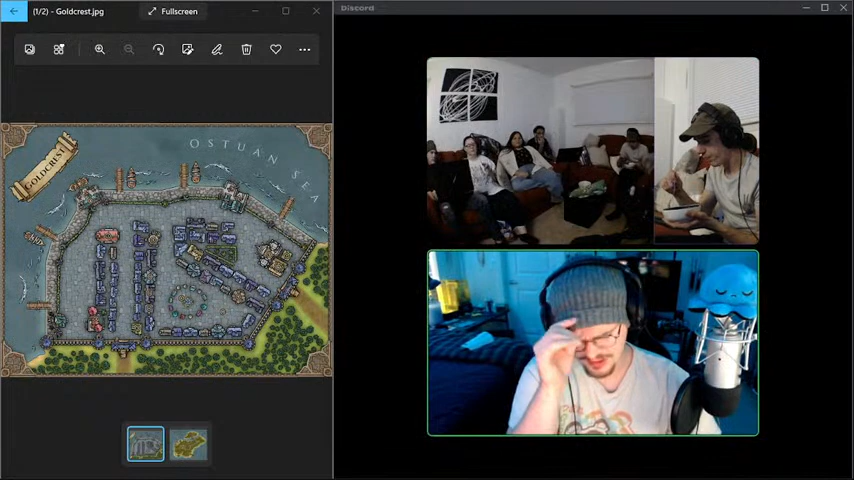 (1/2) - Goldcrest.jpg
Fullscreen
Discord
GOLDCREST
OSTUAN SEA